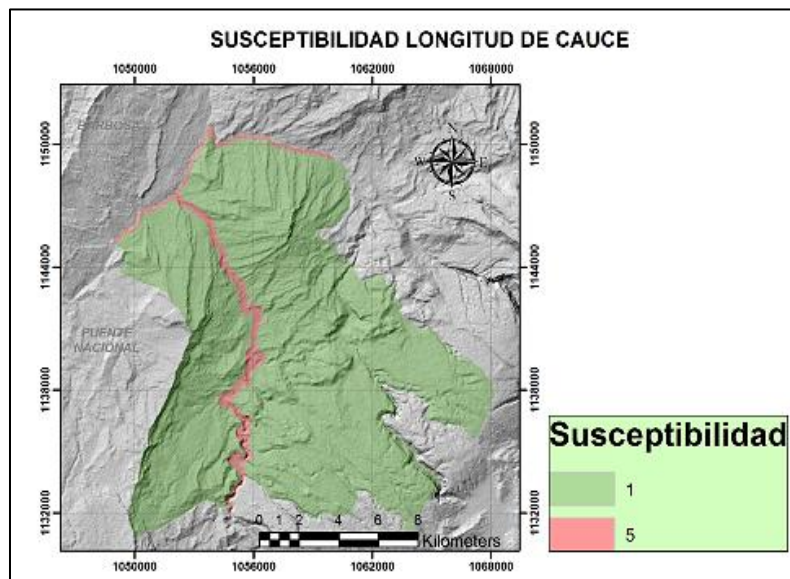 SUSCEPTIBILIDAD LONGITUD DE CAUCE
1050000 1056000 1062000 1068000
BARBOSA
1150000 1150000
N
W E
S
1144000 1144000
PUENTE
NACIONAL
1138000 1138000
Susceptibilidad
1
5
1132000 1132000
0 1 2 4 6 8
Kilometers
1050000 1056000 1062000 1068000